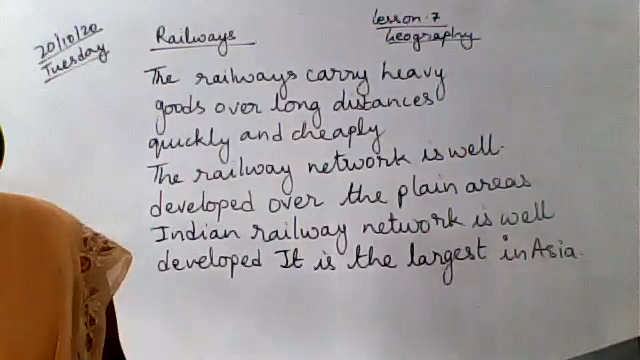 20/10/20
Tuesday
Railways
Lesson-7
Geography
The railways carry heavy
goods over long distances
quickly and cheaply
The railway network is well-
developed over the plain areas
Indian railway network is well
developed It is the largest in Asia.